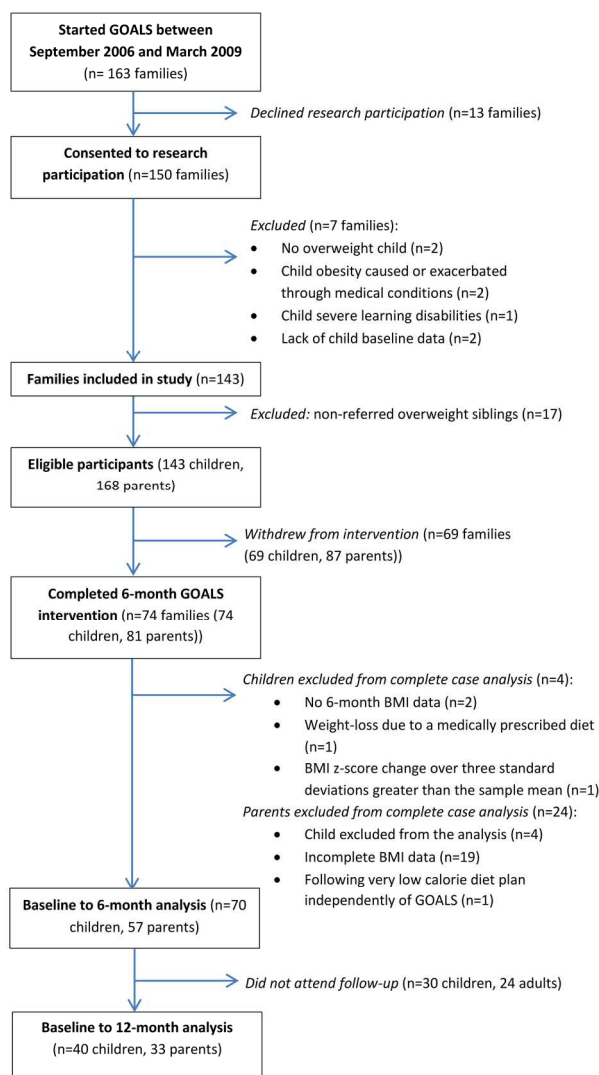 Started GOALS between
September 2006 and March 2009
(n= 163 families)
Declined research participation (n=13 families)
Consented to research
participation (n=150 families)
Excluded (n=7 families):
• No overweight child (n=2)
• Child obesity caused or exacerbated
through medical conditions (n=2)
• Child severe learning disabilities (n=1)
• Lack of child baseline data (n=2)
Families included in study (n=143)
Excluded: non-referred overweight siblings (n=17)
Eligible participants (143 children,
168 parents)
Withdrew from intervention (n=69 families
(69 children, 87 parents))
Completed 6-month GOALS
intervention (n=74 families (74
children, 81 parents))
Children excluded from complete case analysis (n=4):
• No 6-month BMI data (n=2)
• Weight-loss due to a medically prescribed diet
(n=1)
• BMI z-score change over three standard
deviations greater than the sample mean (n=1)
Parents excluded from complete case analysis (n=24):
• Child excluded from the analysis (n=4)
• Incomplete BMI data (n=19)
• Following very low calorie diet plan
independently of GOALS (n=1)
Baseline to 6-month analysis (n=70
children, 57 parents)
Did not attend follow-up (n=30 children, 24 adults)
Baseline to 12-month analysis
(n=40 children, 33 parents)